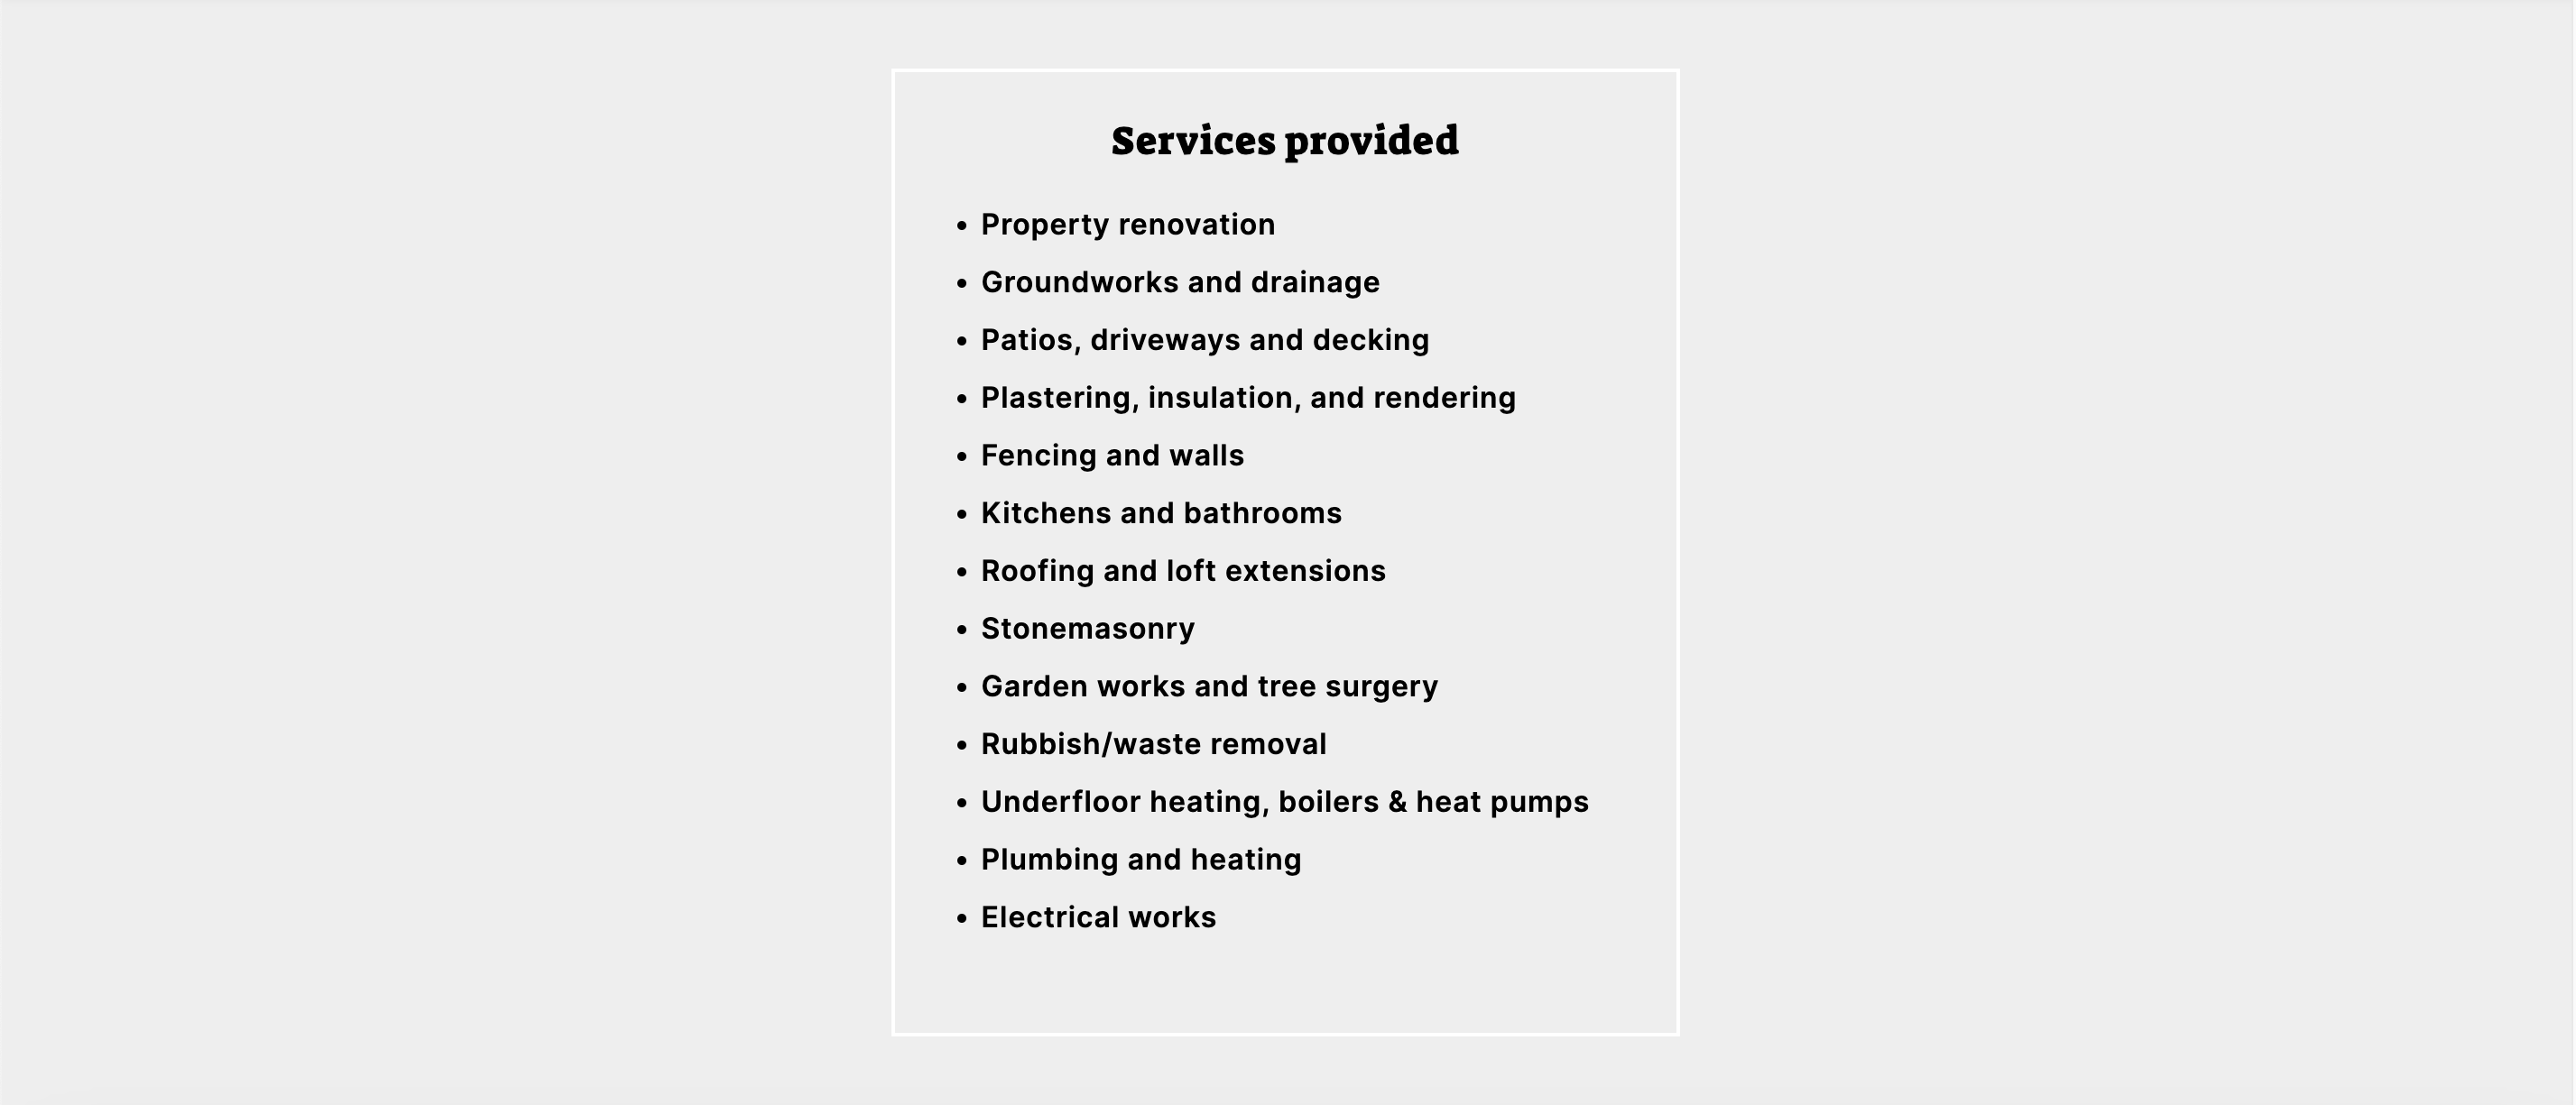 Services provided
• Property renovation
• Groundworks and drainage
• Patios, driveways and decking
• Plastering, insulation, and rendering
• Fencing and walls
• Kitchens and bathrooms
• Roofing and loft extensions
• Stonemasonry
• Garden works and tree surgery
• Rubbish/waste removal
• Underfloor heating, boilers & heat pumps
• Plumbing and heating
• Electrical works